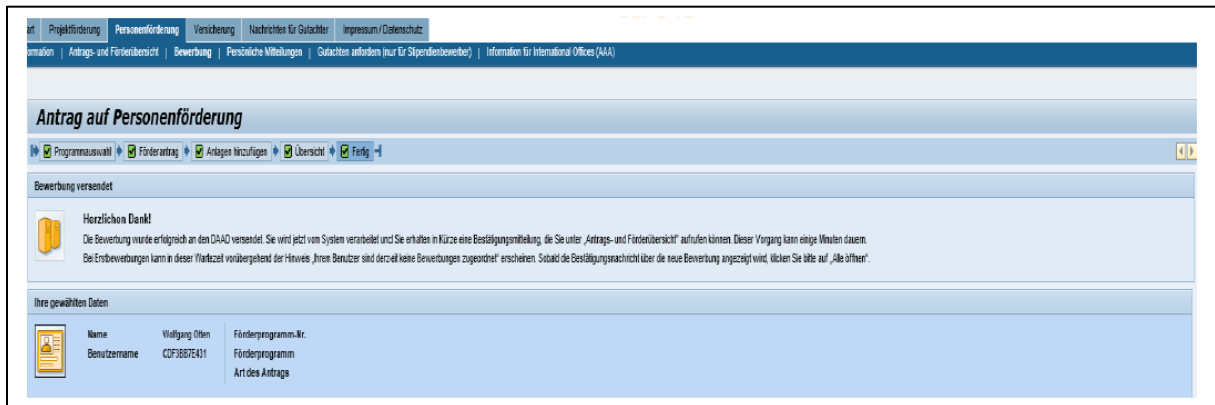 art Projektförderung Personenförderung Versicherung Nachrichten für Gutachter Impressum / Datenschutz
ormation | Antrags- und Förderübersicht | Bewerbung | Persönliche Mitteilungen | Gutachten anfordern (nur für Stipendienbewerber) | Information für International Offices (AAA)
Antrag auf Personenförderung
Programmauswahl Förderantrag Anlagen hinzufügen Übersicht Fertig
Bewerbung versendet
Herzlichen Dank!
Die Bewerbung wurde erfolgreich an den DAAD versendet. Sie wird jetzt vom System verarbeitet und Sie erhalten in Kürze eine Bestätigungsmitteilung, die Sie unter „Antrags- und Förderübersicht" aufrufen können. Dieser Vorgang kann einige Minuten dauern.
Bei Erstbewerbungen kann in dieser Wartezeit vorübergehend der Hinweis „Ihrem Benutzer sind derzeit keine Bewerbungen zugeordnet" erscheinen. Sobald die Bestätigungsnachricht über die neue Bewerbung angezeigt wird, klicken Sie bitte auf „Alle öffnen".
Ihre gewählten Daten
Name Wolfgang Otten Förderprogramm-Nr.
Benutzername CDF3BB7E431 Förderprogramm
Art des Antrags